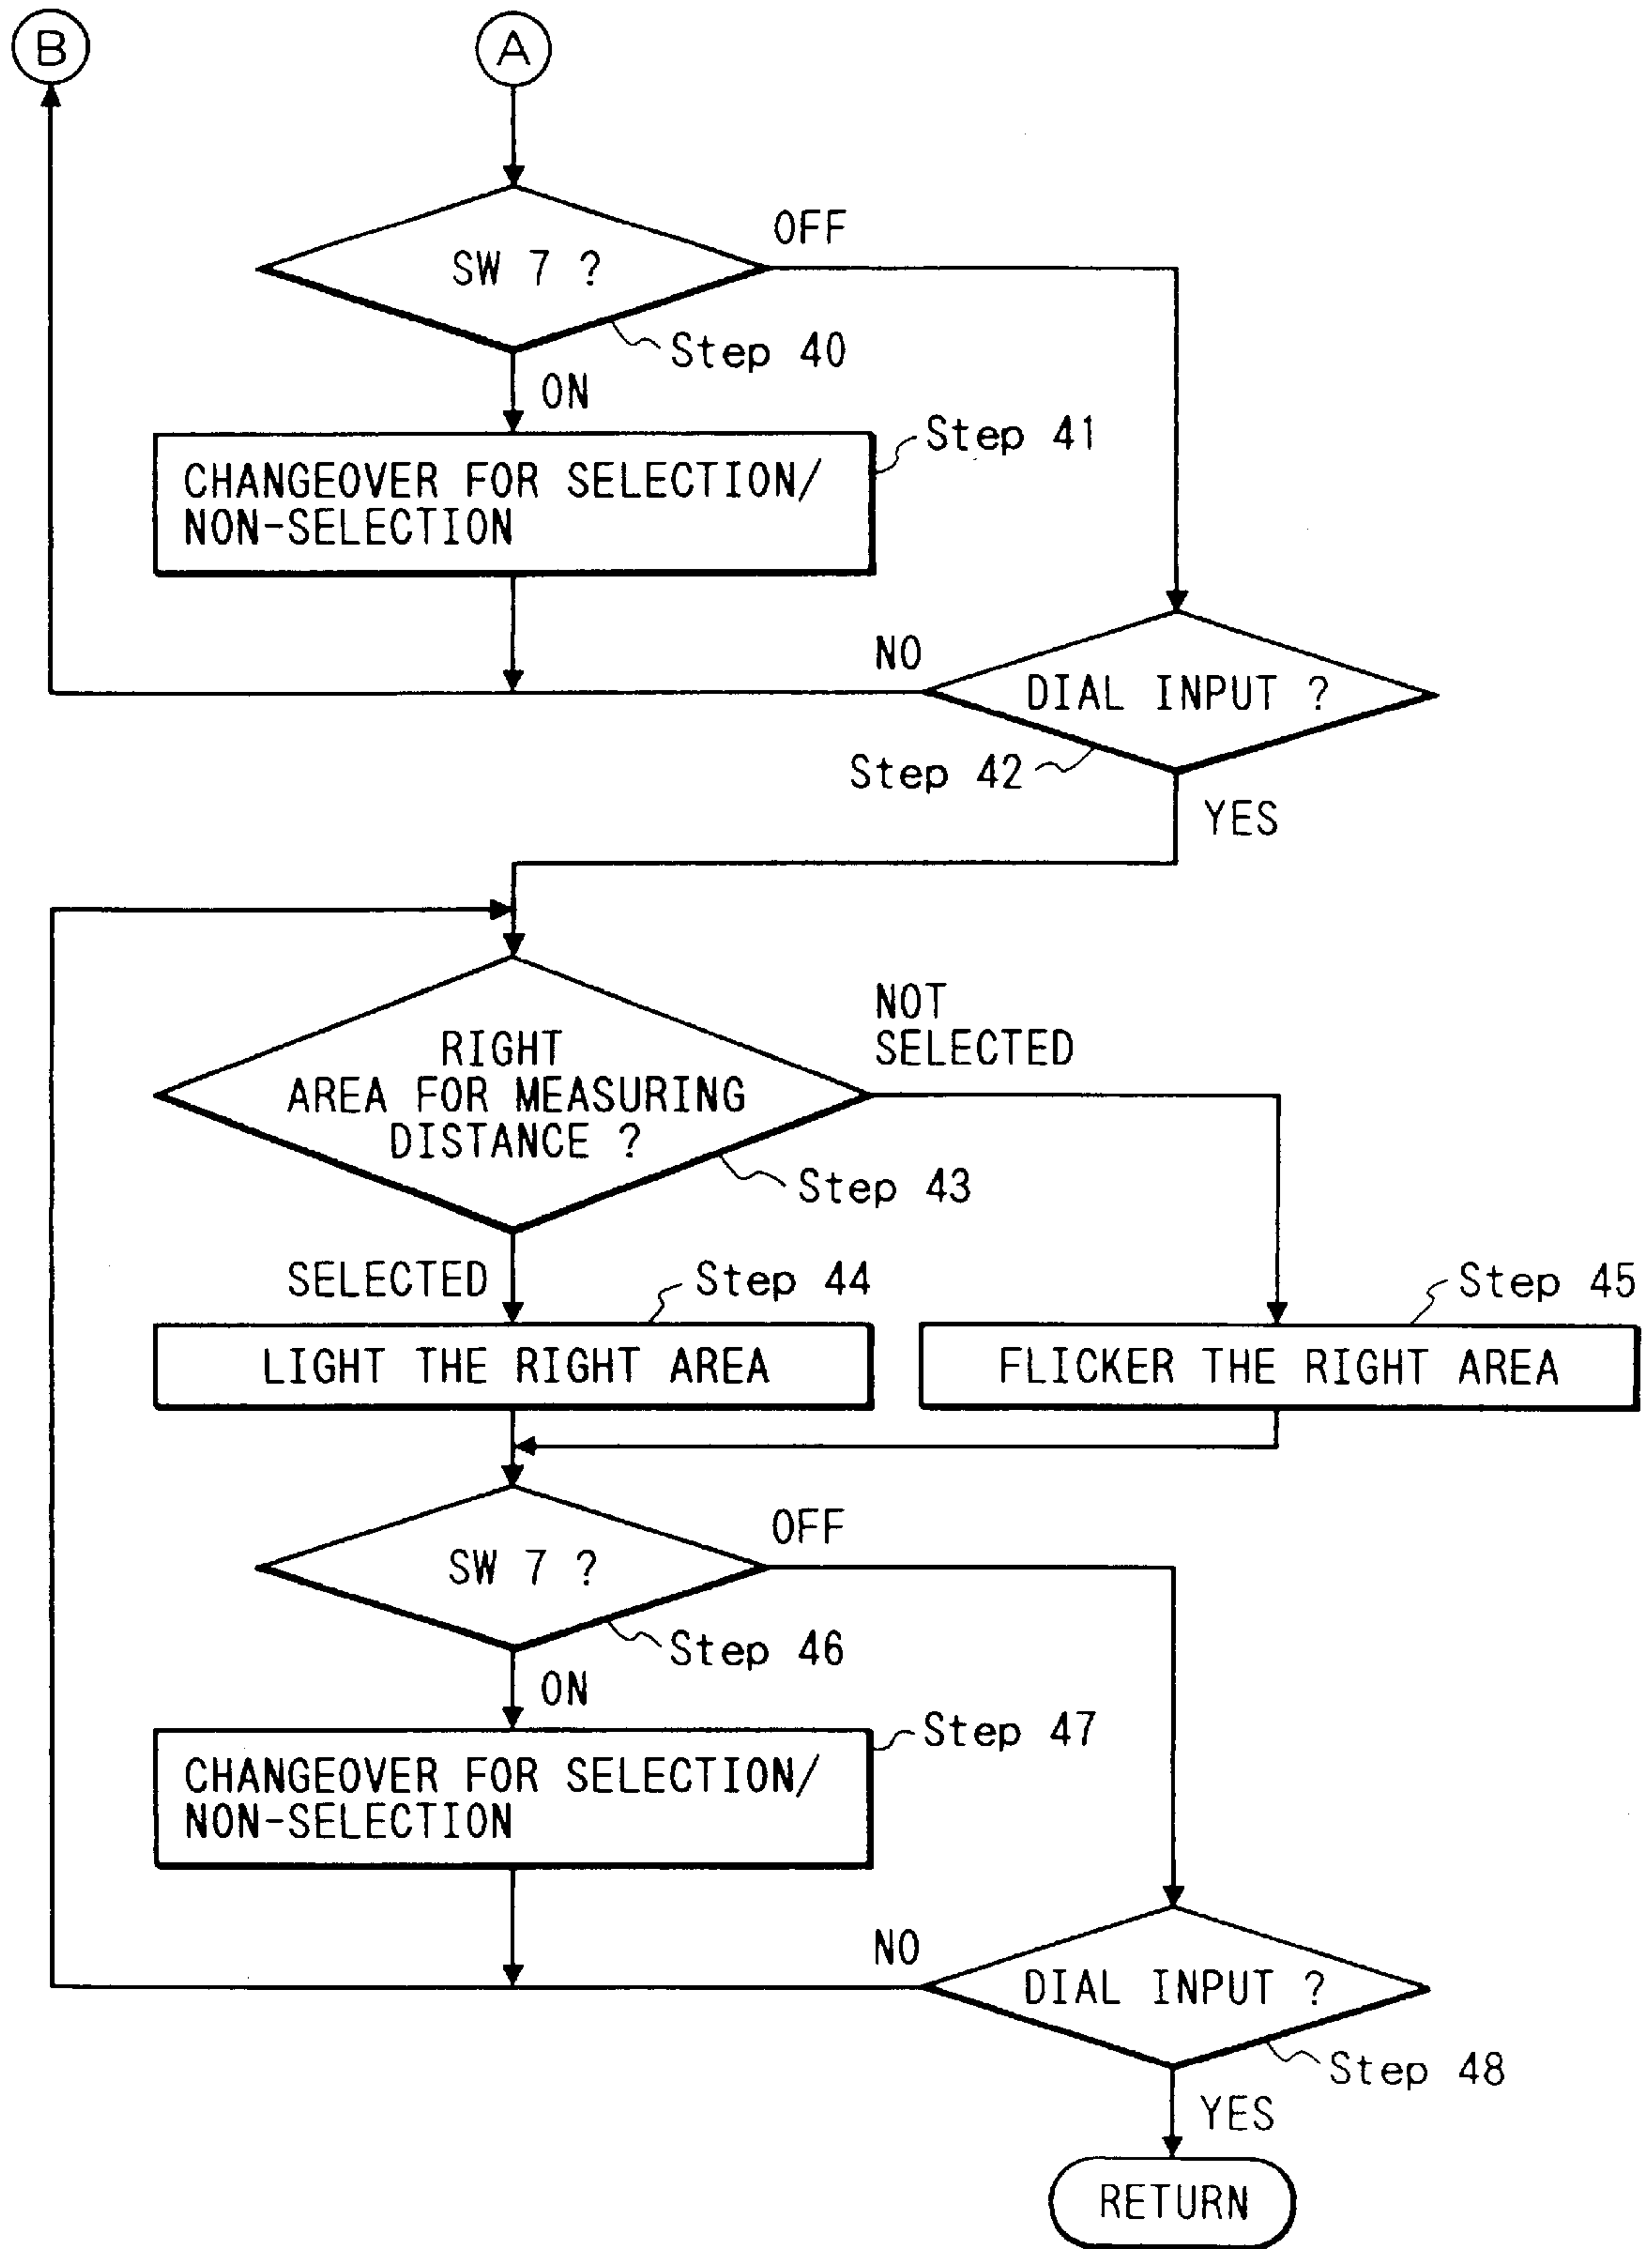 B
A
OFF
SW 7 ?
Step 40
ON
Step 41
CHANGEOVER FOR SELECTION/
NON-SELECTION
NO
DIAL INPUT ?
Step 42
YES
NOT
SELECTED
RIGHT
AREA FOR MEASURING
DISTANCE ?
Step 43
SELECTED
Step 44
Step 45
LIGHT THE RIGHT AREA
FLICKER THE RIGHT AREA
OFF
SW 7 ?
Step 46
ON
Step 47
CHANGEOVER FOR SELECTION/
NON-SELECTION
NO
DIAL INPUT ?
Step 48
YES
RETURN